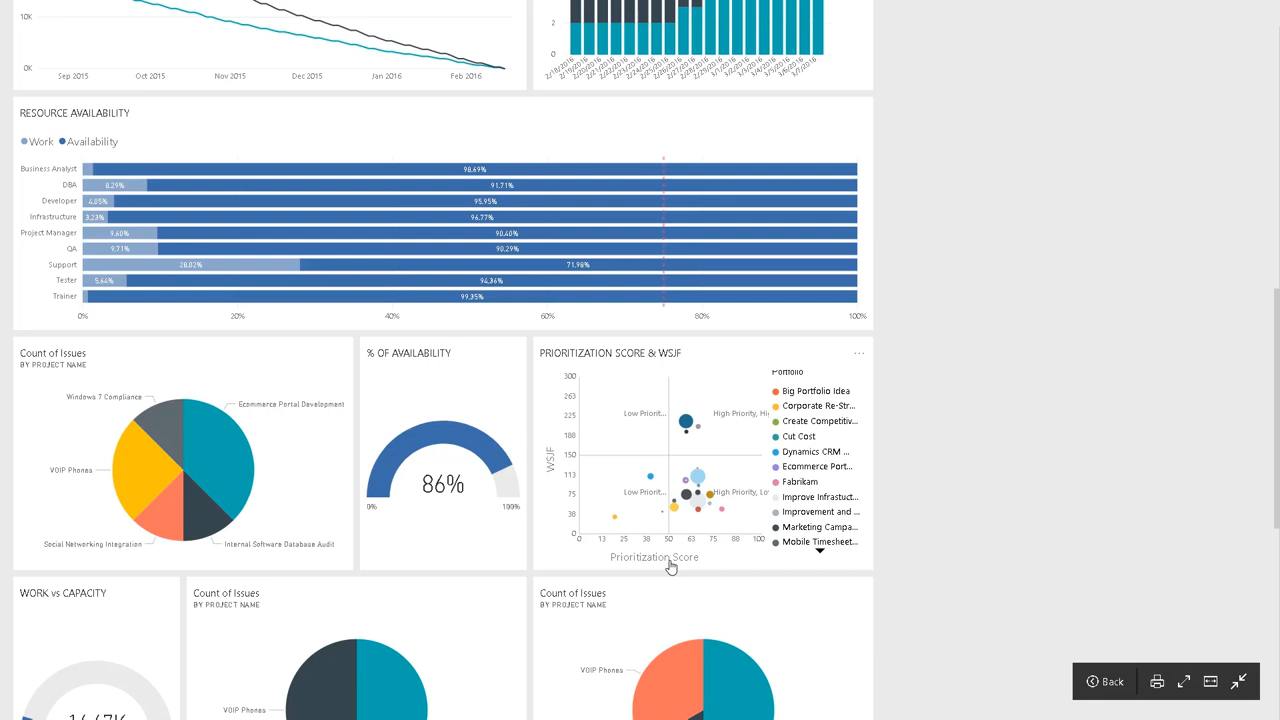 10K
0K
Sep 2015 Oct 2015 Nov 2015 Dec 2015 Jan 2016 Feb 2016
2
0
RESOURCE AVAILABILITY
Work Availability
Business Analyst 98.69%
DBA 8.29% 91.71%
Developer 4.05% 95.95%
Infrastructure 3.23% 96.77%
Project Manager 9.60% 90.40%
QA 9.71% 90.29%
Support 28.02% 71.98%
Tester 5.64% 94.36%
Trainer 99.35%
0% 20% 40% 60% 80% 100%
Count of Issues
BY PROJECT NAME
Windows 7 Compliance
Ecommerce Portal Development
VOIP Phones
Social Networking Integration
Internal Software Database Audit
% OF AVAILABILITY
86%
0% 100%
PRIORITIZATION SCORE & WSJF
...
300
263
225
188
150
113
75
38
0
WSJF
Low Priorit...
High Priority, Hi
Low Priorit...
High Priority, Lo
0 13 25 38 50 63 75 88 100
Prioritization Score
Portfolio
Big Portfolio Idea
Corporate Re-Str...
Create Competitiv...
Cut Cost
Dynamics CRM ...
Ecommerce Port...
Fabrikam
Improve Infrastuct...
Improvement and ...
Marketing Campa...
Mobile Timesheet...
WORK vs CAPACITY
Count of Issues
BY PROJECT NAME
VOIP Phones
Count of Issues
BY PROJECT NAME
VOIP Phones
Back